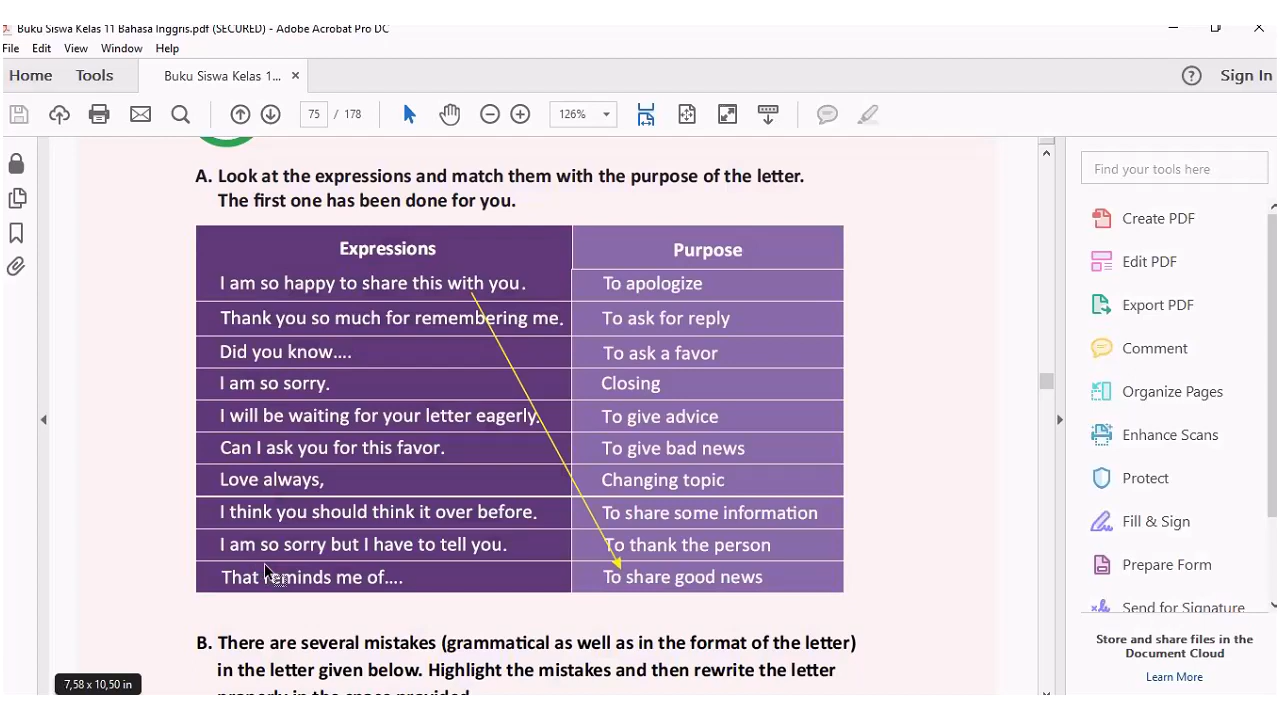 Buku Siswa Kelas 11 Bahasa Inggris.pdf (SECURED) - Adobe Acrobat Pro DC
File Edit View Window Help
Home Tools Buku Siswa Kelas 1... × Sign In
75 / 178 126%
A. Look at the expressions and match them with the purpose of the letter.
The first one has been done for you.
Expressions Purpose
I am so happy to share this with you. To apologize
Thank you so much for remembering me. To ask for reply
Did you know.... To ask a favor
I am so sorry. Closing
I will be waiting for your letter eagerly. To give advice
Can I ask you for this favor. To give bad news
Love always, Changing topic
I think you should think it over before. To share some information
I am so sorry but I have to tell you. To thank the person
That reminds me of.... To share good news
B. There are several mistakes (grammatical as well as in the format of the letter)
in the letter given below. Highlight the mistakes and then rewrite the letter
properly in the space provided
7,58 x 10,50 in
Find your tools here
Create PDF
Edit PDF
Export PDF
Comment
Organize Pages
Enhance Scans
Protect
Fill & Sign
Prepare Form
Send for Signature
Store and share files in the
Document Cloud
Learn More